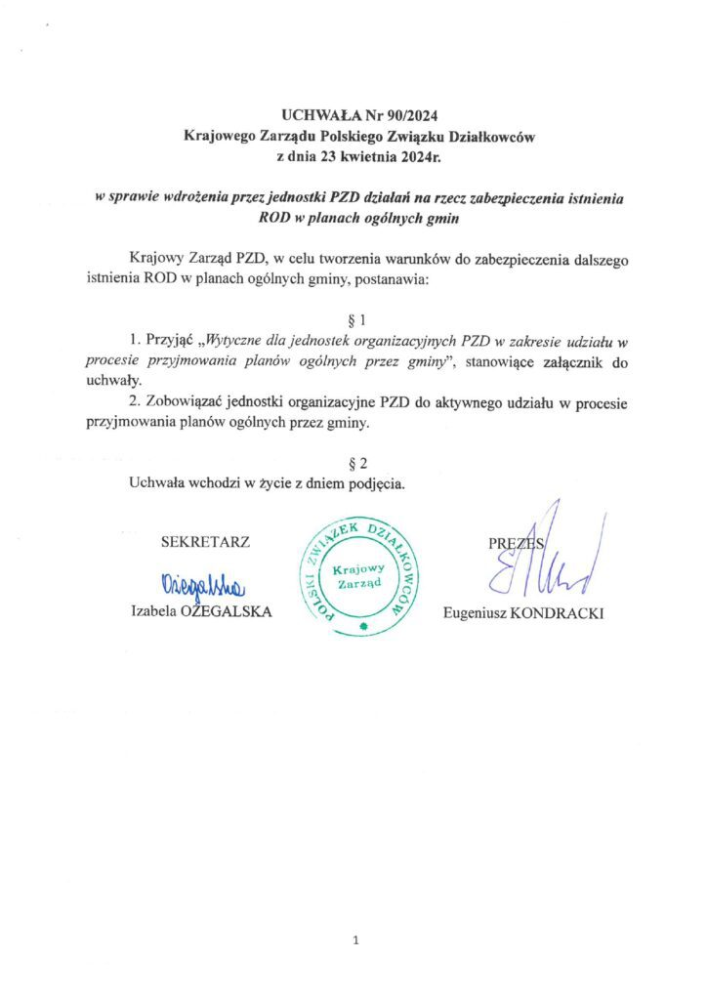 UCHWAŁA Nr 90/2024
Krajowego Zarządu Polskiego Związku Działkowców
z dnia 23 kwietnia 2024r.
w sprawie wdrożenia przez jednostki PZD działań na rzecz zabezpieczenia istnienia
ROD w planach ogólnych gmin
Krajowy Zarząd PZD, w celu tworzenia warunków do zabezpieczenia dalszego
istnienia ROD w planach ogólnych gminy, postanawia:
§ 1
1. Przyjąć „Wytyczne dla jednostek organizacyjnych PZD w zakresie udziału w
procesie przyjmowania planów ogólnych przez gminy”, stanowiące załącznik do
uchwały.
2. Zobowiązać jednostki organizacyjne PZD do aktywnego udziału w procesie
przyjmowania planów ogólnych przez gminy.
§ 2
Uchwała wchodzi w życie z dniem podjęcia.
SEKRETARZ
Ożegalska
Izabela OŻEGALSKA
POLSKI ZWIĄZEK DZIAŁKOWCÓW
Krajowy
Zarząd
PREZES
Eugeniusz KONDRACKI
1